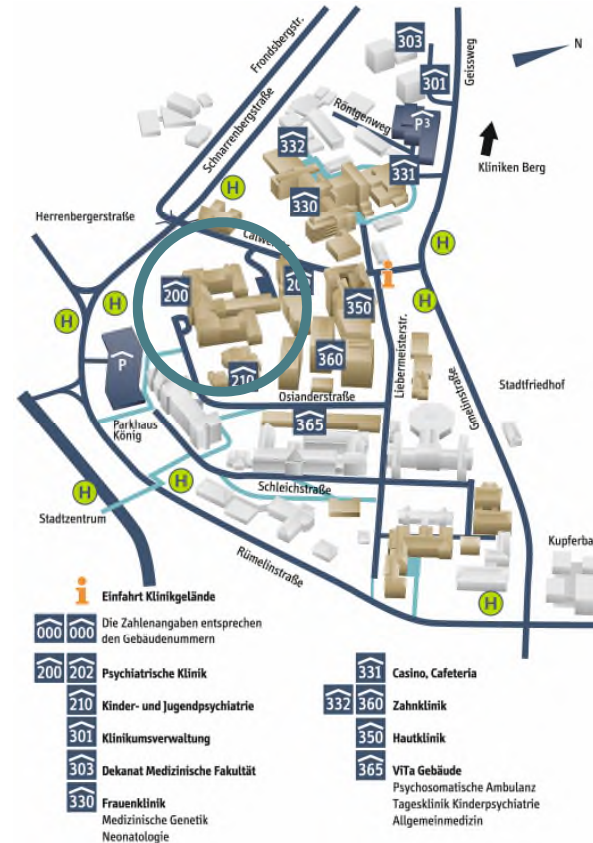 Frondsbergstr.
303
Geissweg
N
301
Schnarrenbergstraße
Röntgenweg
P3
332
331
Kliniken Berg
H
330
Herrenbergerstraße
H
Calwer
200
H
H
i
H
350
Liebermeisterstr.
360
P
210
Osianderstraße
Gmelinstraße
Stadtfriedhof
Parkhaus
König
365
H
H
Schleichstraße
Stadtzentrum
Rümelinstraße
H
i Einfahrt Klinikgelände
000 000 Die Zahlenangaben entsprechen
den Gebäudenummern
200 202 Psychiatrische Klinik
210 Kinder- und Jugendpsychiatrie
301 Klinikumsverwaltung
303 Dekanat Medizinische Fakultät
330 Frauenklinik
Medizinische Genetik
Neonatologie
331 Casino, Cafeteria
332 360 Zahnklinik
350 Hautklinik
365 ViTa Gebäude
Psychosomatische Ambulanz
Tagesklinik Kinderpsychiatrie
Allgemeinmedizin